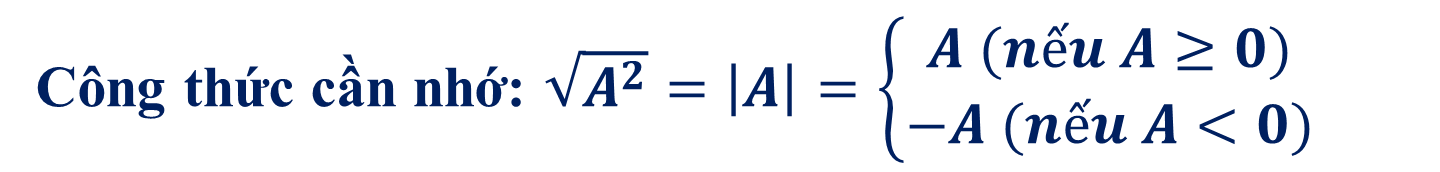 Công thức cần nhớ: √A² = |A| = { A (nếu A ≥ 0)
−A (nếu A < 0)